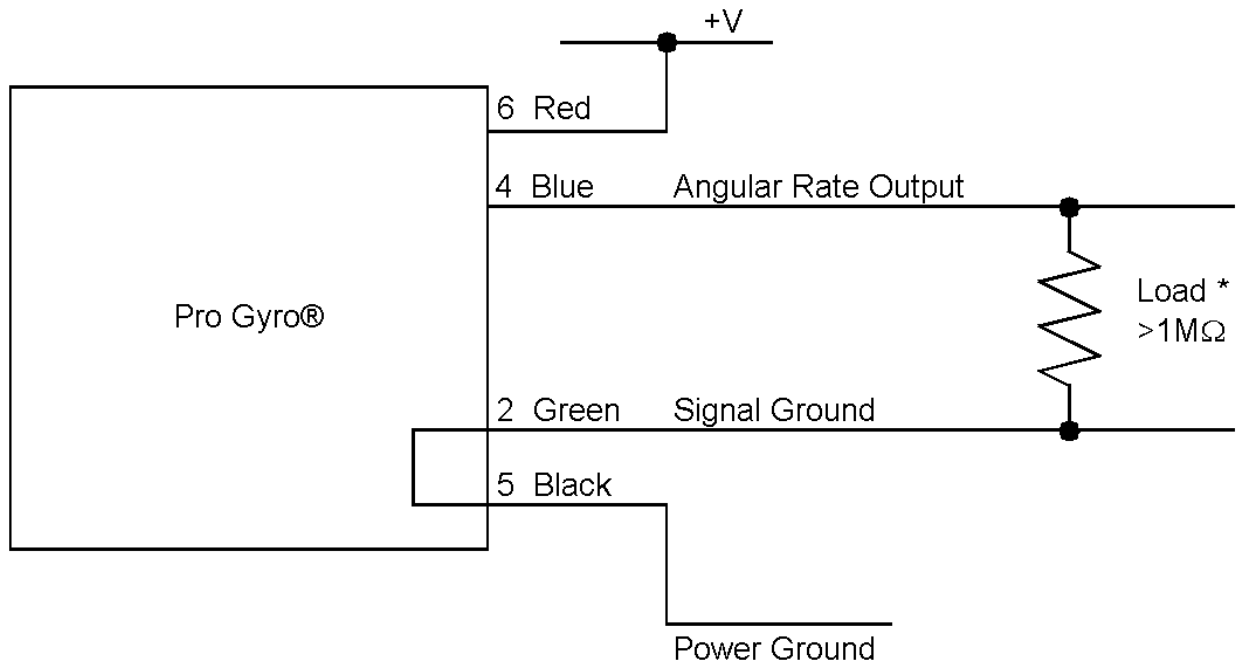 +V
6 Red
4 Blue Angular Rate Output
Pro Gyro®
Load *
>1MΩ
2 Green Signal Ground
5 Black
Power Ground